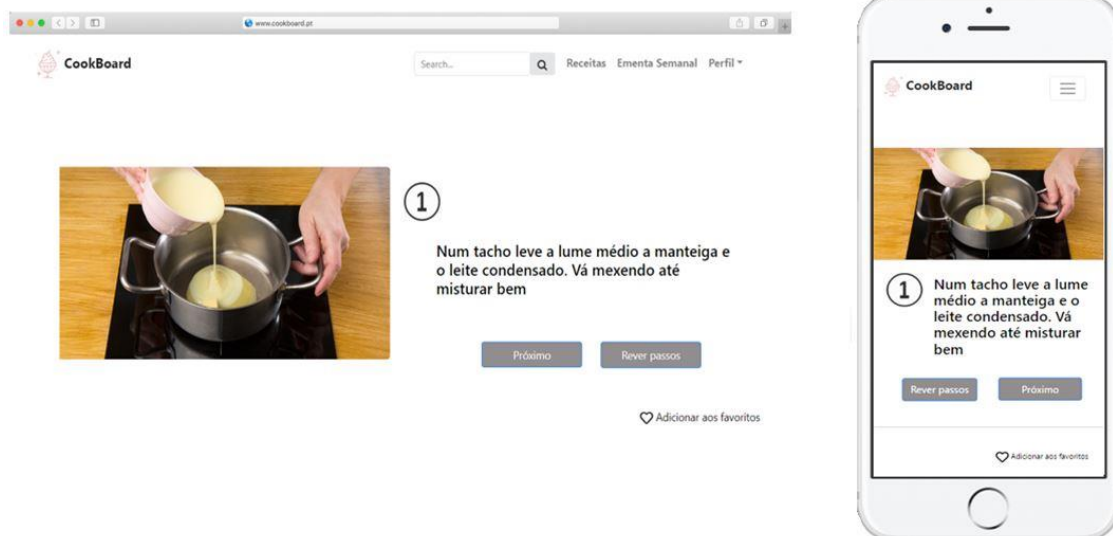 www.cookboard.pt
CookBoard
Search...
Receitas Ementa Semanal Perfil
1
Num tacho leve a lume médio a manteiga e
o leite condensado. Vá mexendo até
misturar bem
Próximo Rever passos
Adicionar aos favoritos
CookBoard
1
Num tacho leve a lume
médio a manteiga e o
leite condensado. Vá
mexendo até misturar
bem
Rever passos Próximo
Adicionar aos favoritos